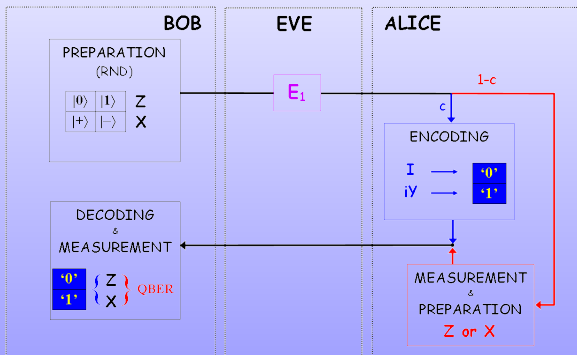 BOB
EVE
ALICE
PREPARATION
(RND)
|0⟩ |1⟩ Z
|+⟩ |−⟩ X
E1
1-c
c
ENCODING
I ‘0’
iY ‘1’
DECODING
&
MEASUREMENT
‘0’ { Z } QBER
‘1’ { X }
MEASUREMENT
&
PREPARATION
Z or X